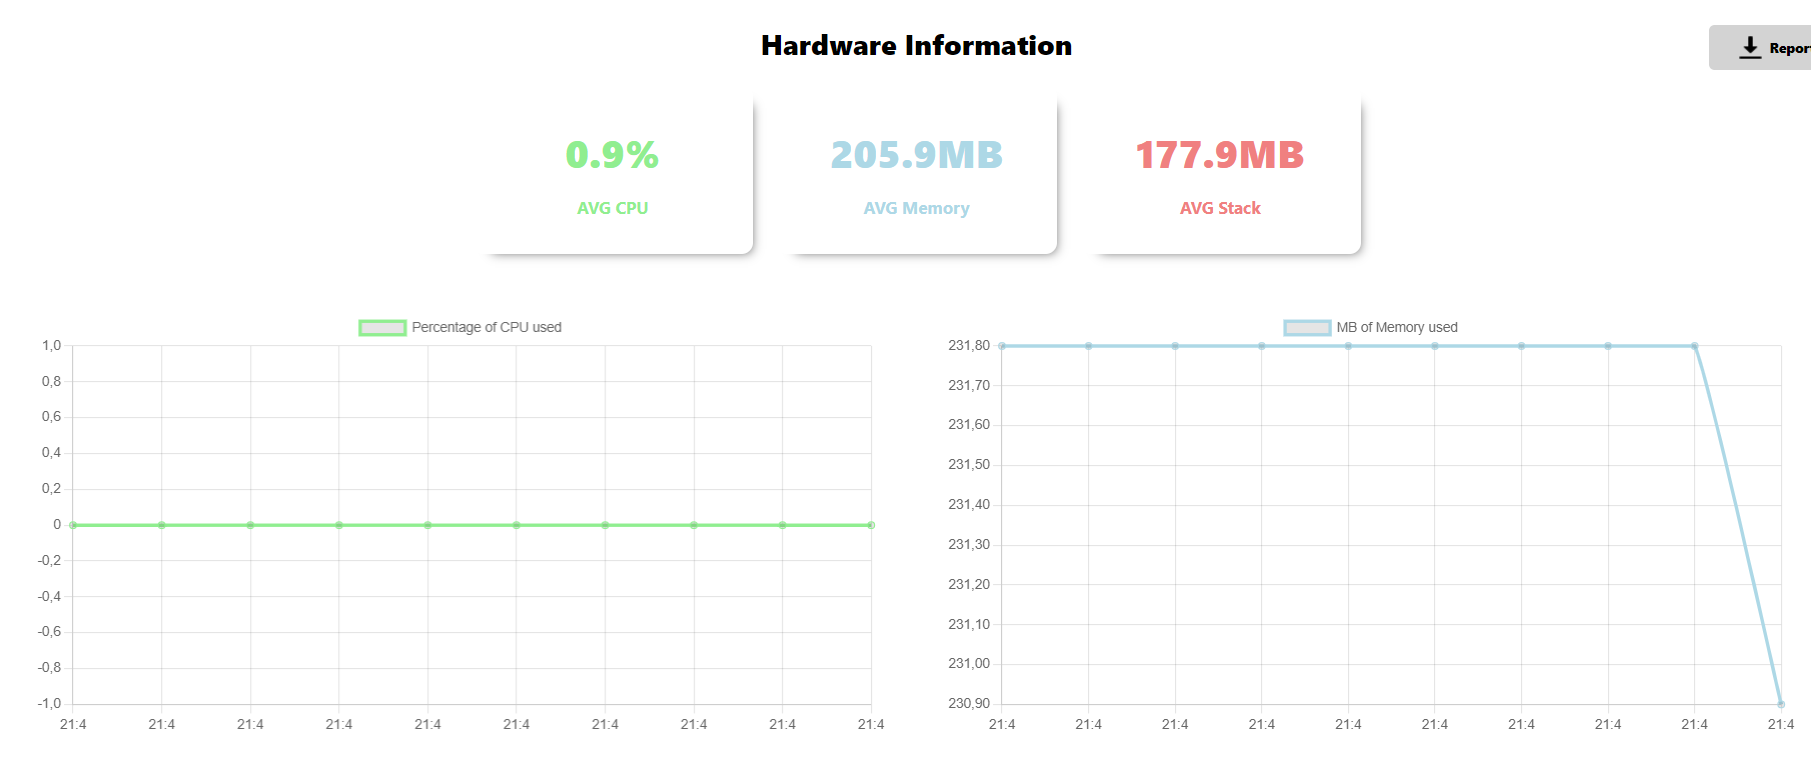 Hardware Information
Repor
0.9%
AVG CPU
205.9MB
AVG Memory
177.9MB
AVG Stack
Percentage of CPU used
1,0
0,8
0,6
0,4
0,2
0
-0,2
-0,4
-0,6
-0,8
-1,0
21:4 21:4 21:4 21:4 21:4 21:4 21:4 21:4 21:4 21:4
MB of Memory used
231,80
231,70
231,60
231,50
231,40
231,30
231,20
231,10
231,00
230,90
21:4 21:4 21:4 21:4 21:4 21:4 21:4 21:4 21:4 21:4